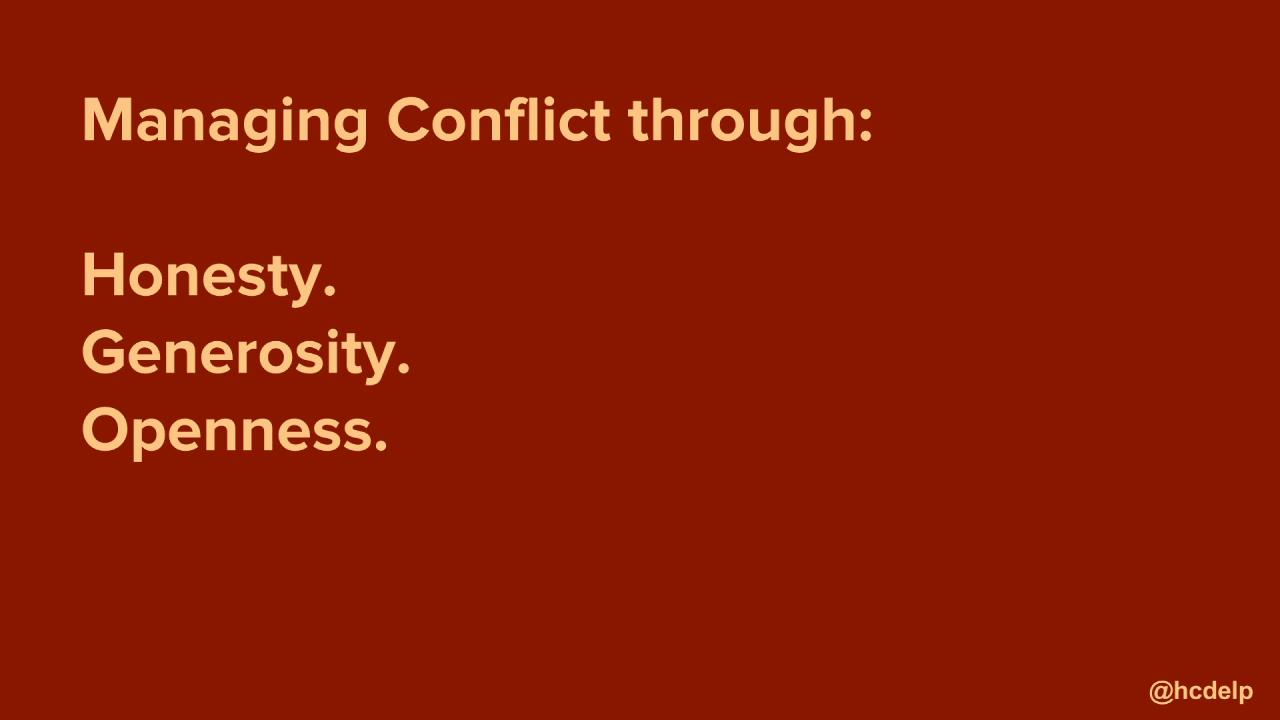 Managing Conflict through:
Honesty.
Generosity.
Openness.
@hcdelp